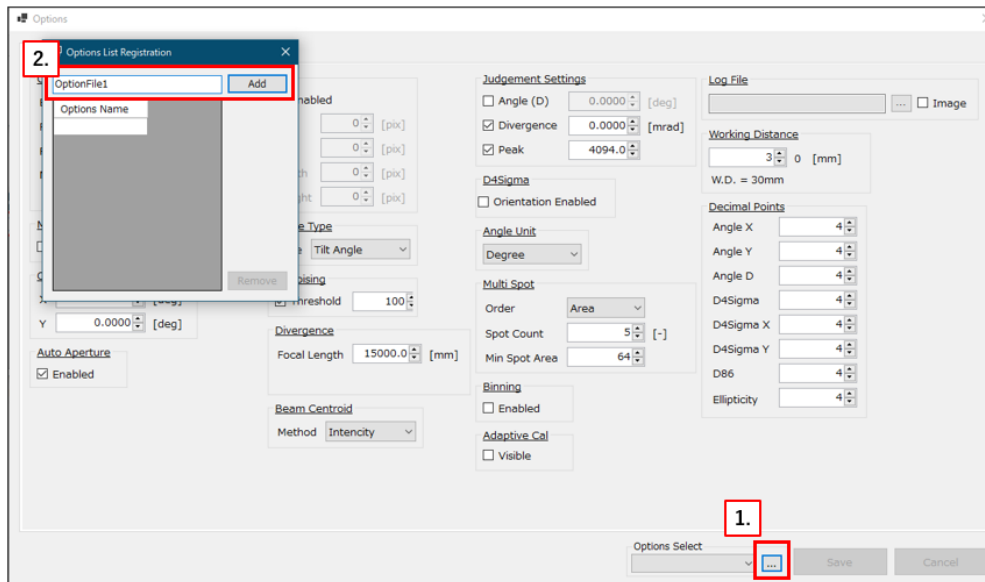 Options
2.
Options List Registration
OptionFile1
Add
Options Name
Remove
nabled
0 [pix]
0 [pix]
0 [pix]
0 [pix]
Type
Tilt Angle
Threshold 100
[deg]
Y 0.0000 [deg]
Auto Aperture
Enabled
Divergence
Focal Length 15000.0 [mm]
Beam Centroid
Method Intencity
Judgement Settings
Angle (D) 0.0000 [deg]
Divergence 0.0000 [mrad]
Peak 4094.0
D4Sigma
Orientation Enabled
Angle Unit
Degree
Multi Spot
Order Area
Spot Count 5 [-]
Min Spot Area 64
Binning
Enabled
Adaptive Cal
Visible
Log File
... Image
Working Distance
3 0 [mm]
W.D. = 30mm
Decimal Points
Angle X 4
Angle Y 4
Angle D 4
D4Sigma 4
D4Sigma X 4
D4Sigma Y 4
D86 4
Ellipticity 4
1.
Options Select
...
Save
Cancel